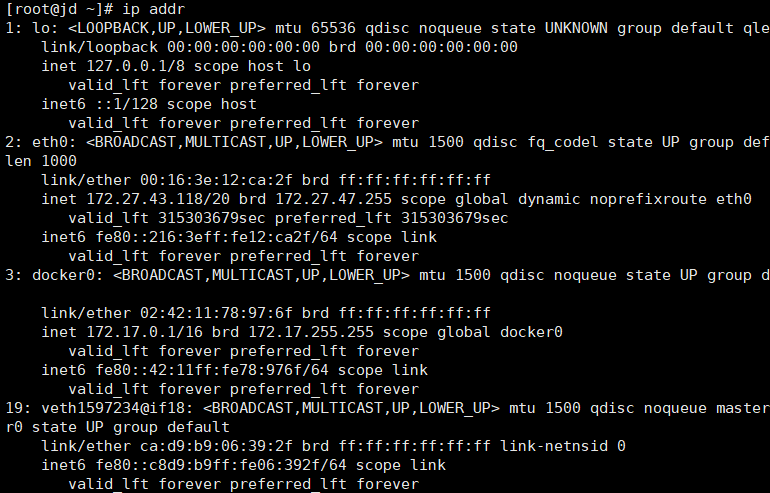 [root@jd ~]# ip addr
1: lo: <LOOPBACK,UP,LOWER_UP> mtu 65536 qdisc noqueue state UNKNOWN group default qle
    link/loopback 00:00:00:00:00:00 brd 00:00:00:00:00:00
    inet 127.0.0.1/8 scope host lo
       valid_lft forever preferred_lft forever
    inet6 ::1/128 scope host
       valid_lft forever preferred_lft forever
2: eth0: <BROADCAST,MULTICAST,UP,LOWER_UP> mtu 1500 qdisc fq_codel state UP group def
len 1000
    link/ether 00:16:3e:12:ca:2f brd ff:ff:ff:ff:ff:ff
    inet 172.27.43.118/20 brd 172.27.47.255 scope global dynamic noprefixroute eth0
       valid_lft 315303679sec preferred_lft 315303679sec
    inet6 fe80::216:3eff:fe12:ca2f/64 scope link
       valid_lft forever preferred_lft forever
3: docker0: <BROADCAST,MULTICAST,UP,LOWER_UP> mtu 1500 qdisc noqueue state UP group d
    link/ether 02:42:11:78:97:6f brd ff:ff:ff:ff:ff:ff
    inet 172.17.0.1/16 brd 172.17.255.255 scope global docker0
       valid_lft forever preferred_lft forever
    inet6 fe80::42:11ff:fe78:976f/64 scope link
       valid_lft forever preferred_lft forever
19: veth1597234@if18: <BROADCAST,MULTICAST,UP,LOWER_UP> mtu 1500 qdisc noqueue master
r0 state UP group default
    link/ether ca:d9:b9:06:39:2f brd ff:ff:ff:ff:ff:ff link-netnsid 0
    inet6 fe80::c8d9:b9ff:fe06:392f/64 scope link
       valid_lft forever preferred_lft forever